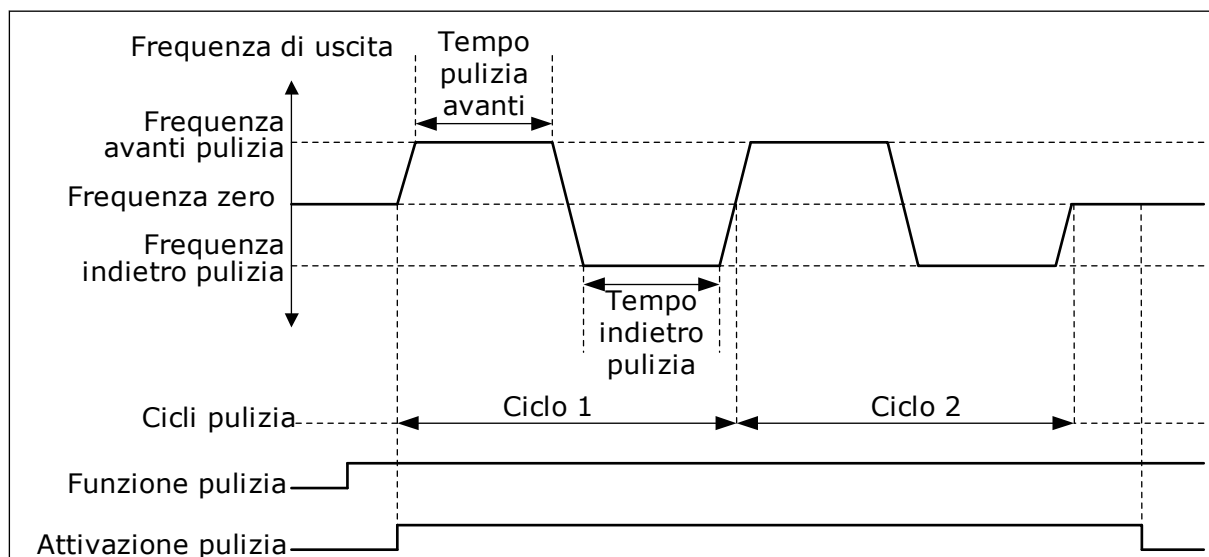 Frequenza di uscita
Tempo
pulizia
avanti
Frequenza
avanti pulizia
Frequenza zero
Frequenza
indietro pulizia
Tempo
indietro
pulizia
Cicli pulizia
Ciclo 1
Ciclo 2
Funzione pulizia
Attivazione pulizia